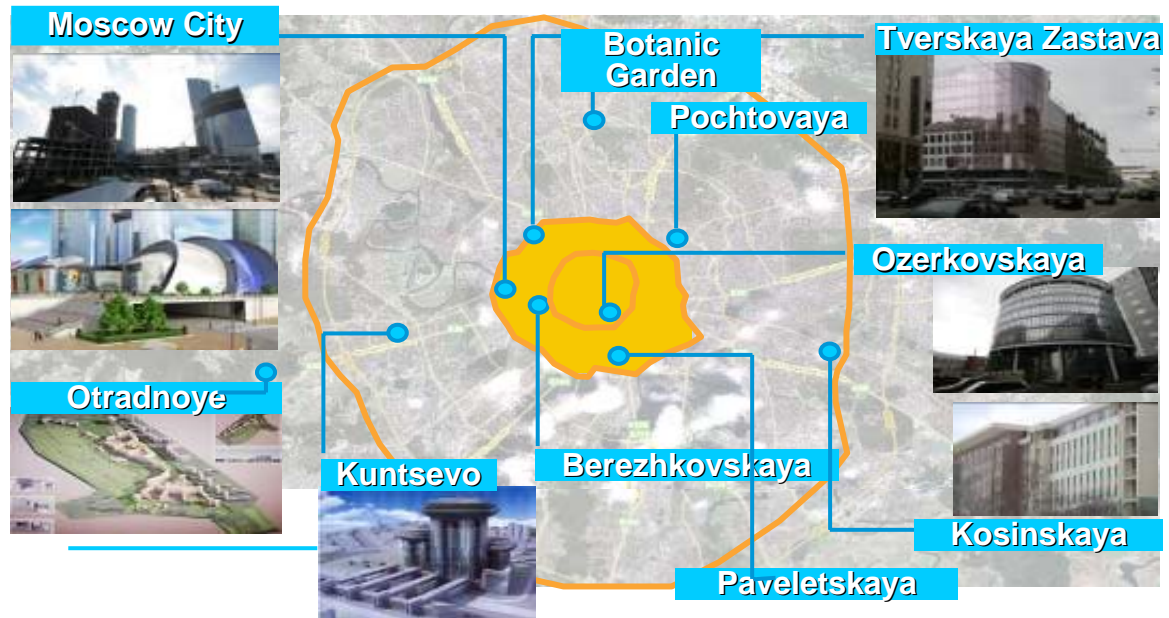 Moscow City
Botanic
Garden
Tverskaya Zastava
Pochtovaya
Ozerkovskaya
Otradnoye
Kuntsevo
Berezhkovskaya
Kosinskaya
Paveletskaya